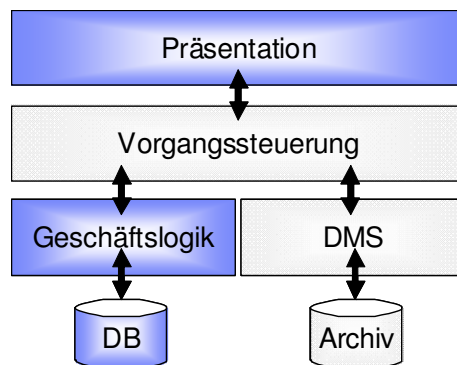 Präsentation
Vorgangssteuerung
Geschäftslogik
DMS
DB
Archiv